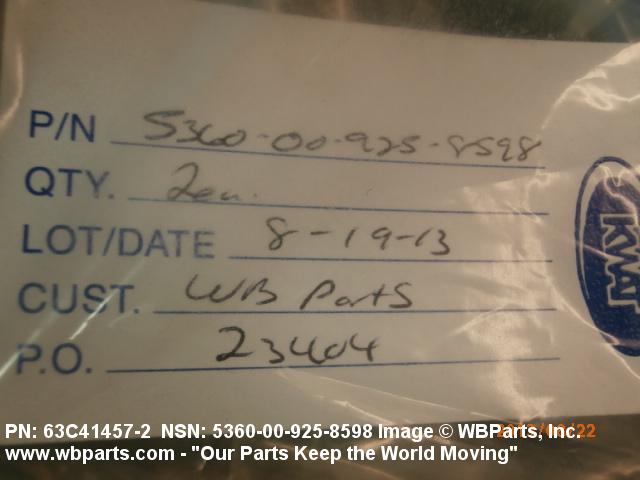 P/N 5360-00-925-8598
QTY. 2ea.
LOT/DATE 8-19-13
CUST. WB Parts
P.O. 23404
KWAT
PN: 63C41457-2 NSN: 5360-00-925-8598 Image © WBParts, Inc.
www.wbparts.com - "Our Parts Keep the World Moving"